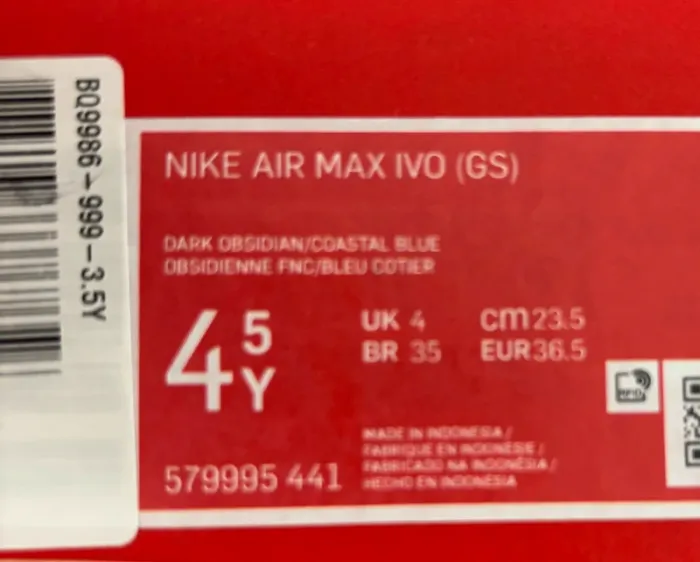 BQ9986-999-3.5Y
NIKE AIR MAX IVO (GS)
DARK OBSIDIAN/COASTAL BLUE
OBSIDIENNE FNC/BLEU COTIER
4 5 Y
UK 4 cm 23.5
BR 35 EUR 36.5
RFID
MADE IN INDONESIA /
FABRIQUE EN INDONESIE /
FABRICADO NA INDONÉSIA /
HECHO EN INDONESIA
579995 441